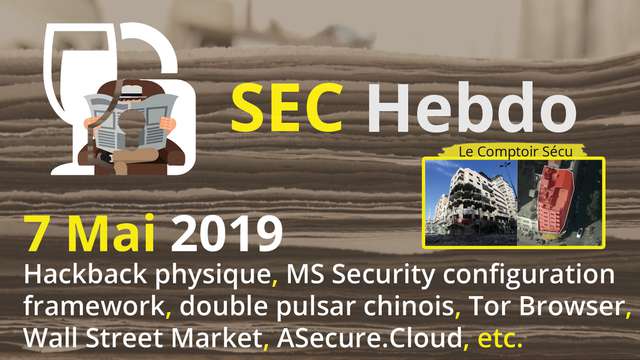 SEC Hebdo
Le Comptoir Sécu
7 Mai 2019
Hackback physique, MS Security configuration
framework, double pulsar chinois, Tor Browser,
Wall Street Market, ASecure.Cloud, etc.